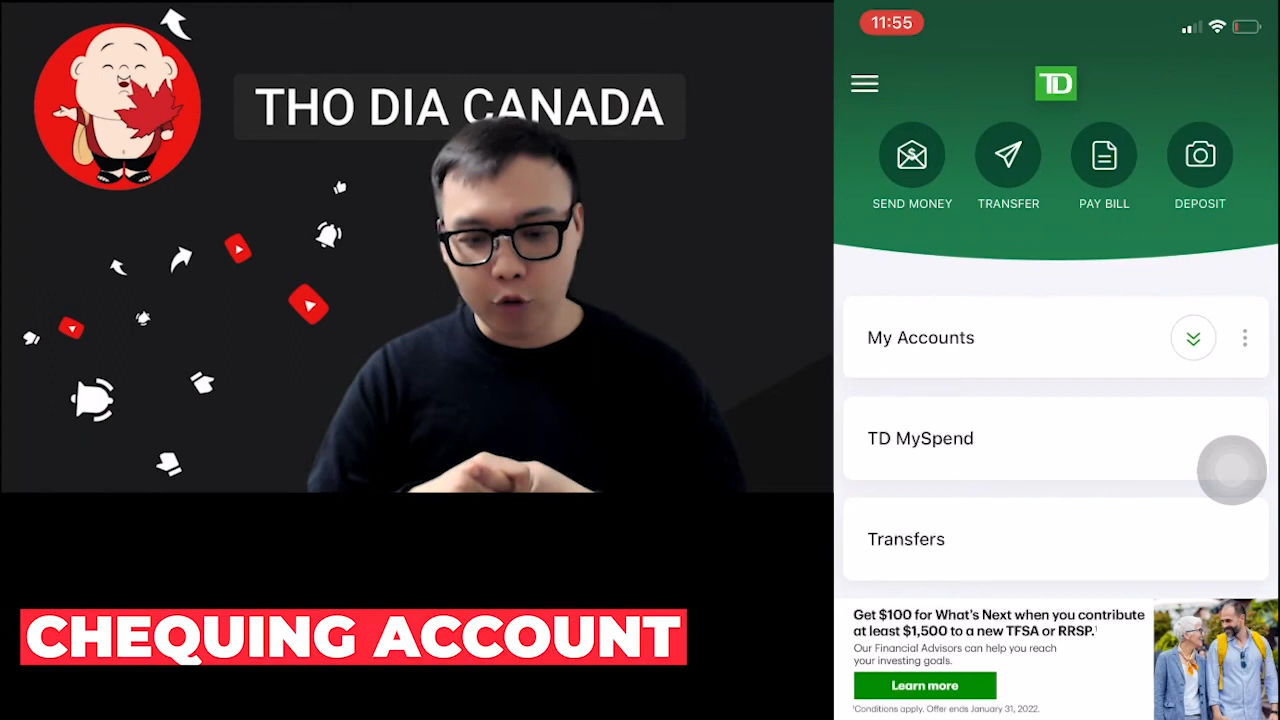 THO DIA CANADA
CHEQUING ACCOUNT
11:55
TD
SEND MONEY
TRANSFER
PAY BILL
DEPOSIT
My Accounts
TD MySpend
Transfers
Get $100 for What's Next when you contribute
at least $1,500 to a new TFSA or RRSP.¹
Our Financial Advisors can help you reach
your investing goals.
Learn more
¹Conditions apply. Offer ends January 31, 2022.